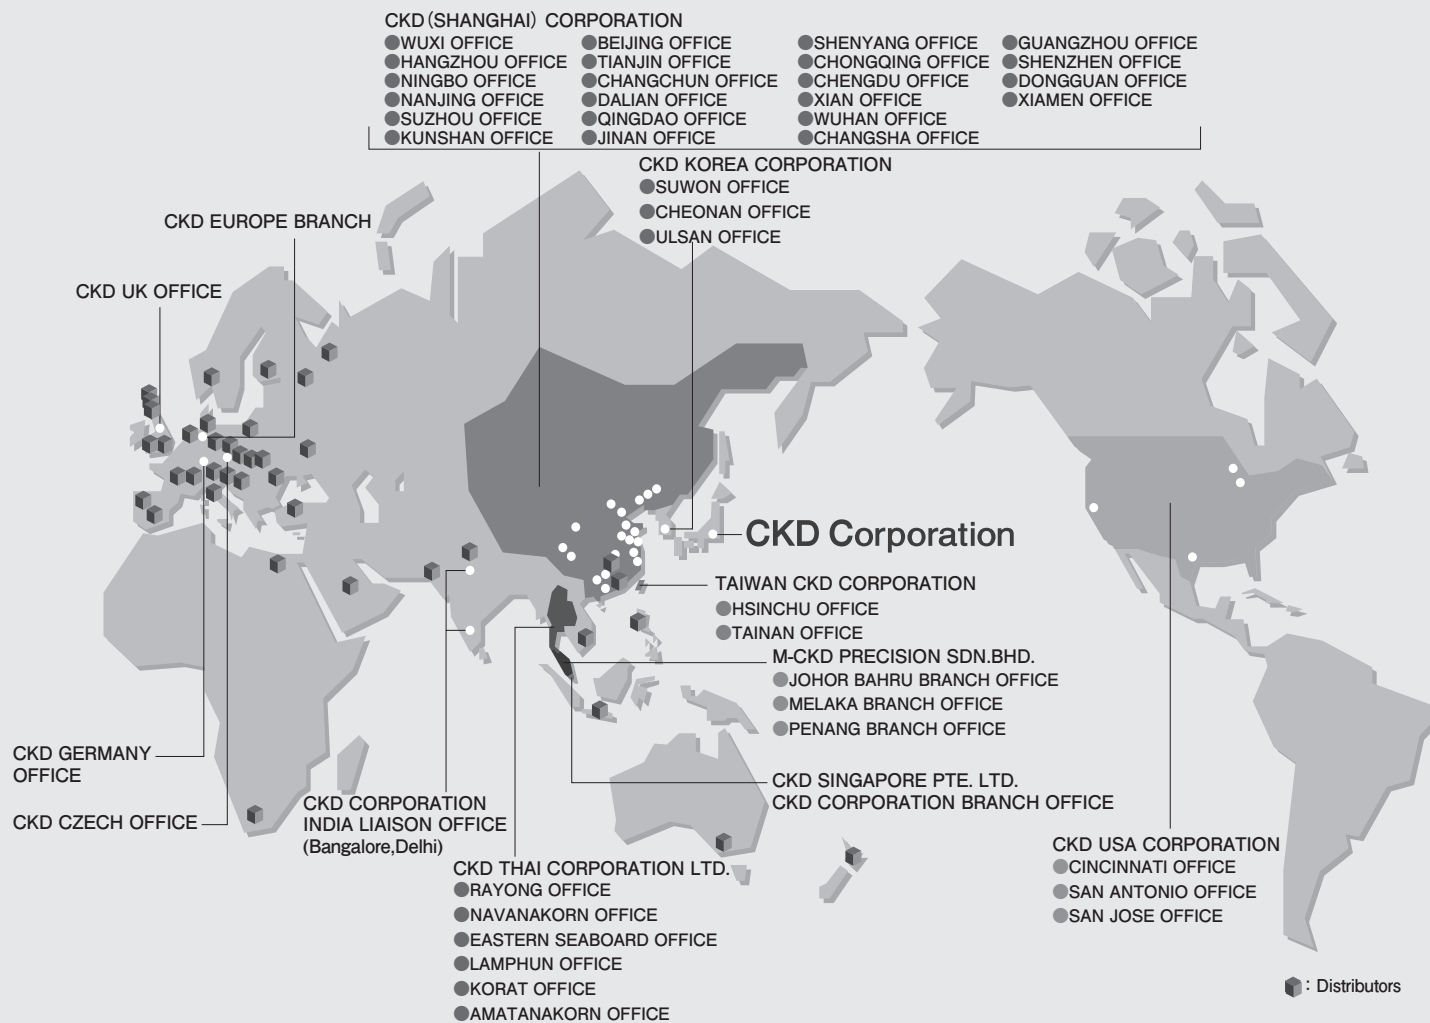 CKD(SHANGHAI) CORPORATION
●WUXI OFFICE
●HANGZHOU OFFICE
●NINGBO OFFICE
●NANJING OFFICE
●SUZHOU OFFICE
●KUNSHAN OFFICE
●BEIJING OFFICE
●TIANJIN OFFICE
●CHANGCHUN OFFICE
●DALIAN OFFICE
●QINGDAO OFFICE
●JINAN OFFICE
●SHENYANG OFFICE
●CHONGQING OFFICE
●CHENGDU OFFICE
●XIAN OFFICE
●WUHAN OFFICE
●CHANGSHA OFFICE
●GUANGZHOU OFFICE
●SHENZHEN OFFICE
●DONGGUAN OFFICE
●XIAMEN OFFICE
CKD KOREA CORPORATION
●SUWON OFFICE
●CHEONAN OFFICE
●ULSAN OFFICE
CKD EUROPE BRANCH
CKD UK OFFICE
CKD Corporation
TAIWAN CKD CORPORATION
●HSINCHU OFFICE
●TAINAN OFFICE
M-CKD PRECISION SDN.BHD.
●JOHOR BAHRU BRANCH OFFICE
●MELAKA BRANCH OFFICE
●PENANG BRANCH OFFICE
CKD SINGAPORE PTE. LTD.
CKD CORPORATION BRANCH OFFICE
CKD GERMANY
OFFICE
CKD CZECH OFFICE
CKD CORPORATION
INDIA LIAISON OFFICE
(Bangalore,Delhi)
CKD THAI CORPORATION LTD.
●RAYONG OFFICE
●NAVANAKORN OFFICE
●EASTERN SEABOARD OFFICE
●LAMPHUN OFFICE
●KORAT OFFICE
●AMATANAKORN OFFICE
CKD USA CORPORATION
●CINCINNATI OFFICE
●SAN ANTONIO OFFICE
●SAN JOSE OFFICE
: Distributors